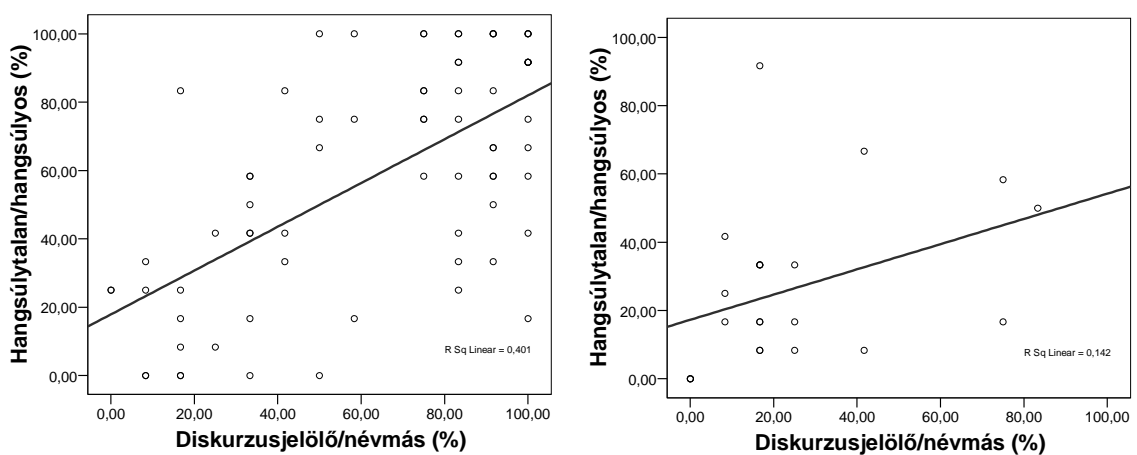 Hangsúlytalan/hangsúlyos (%)
100,00
80,00
60,00
40,00
20,00
0,00
R Sq Linear = 0,401
0,00 20,00 40,00 60,00 80,00 100,00
Diskurzusjelölő/névmás (%)
Hangsúlytalan/hangsúlyos (%)
100,00
80,00
60,00
40,00
20,00
0,00
R Sq Linear = 0,142
0,00 20,00 40,00 60,00 80,00 100,00
Diskurzusjelölő/névmás (%)